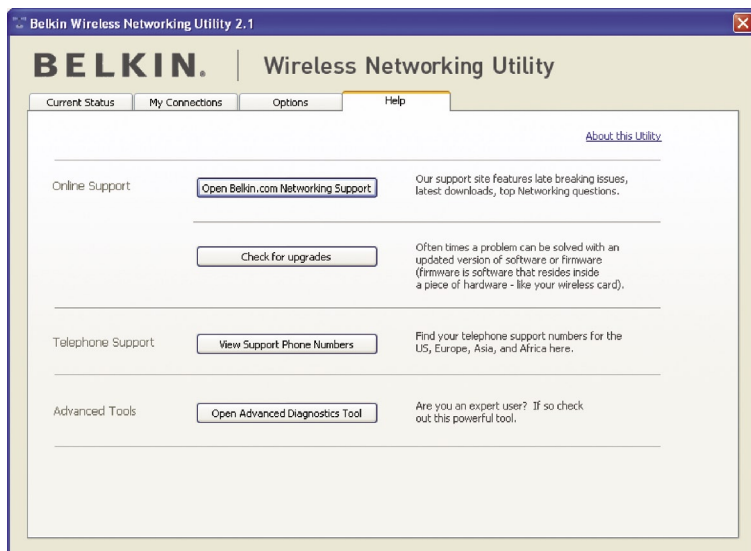 Belkin Wireless Networking Utility 2.1
BELKIN. | Wireless Networking Utility
Current Status
My Connections
Options
Help
About this Utility
Online Support
Open Belkin.com Networking Support
Our support site features late breaking issues,
latest downloads, top Networking questions.
Check for upgrades
Often times a problem can be solved with an
updated version of software or firmware
(firmware is software that resides inside
a piece of hardware - like your wireless card).
Telephone Support
View Support Phone Numbers
Find your telephone support numbers for the
US, Europe, Asia, and Africa here.
Advanced Tools
Open Advanced Diagnostics Tool
Are you an expert user? If so check
out this powerful tool.